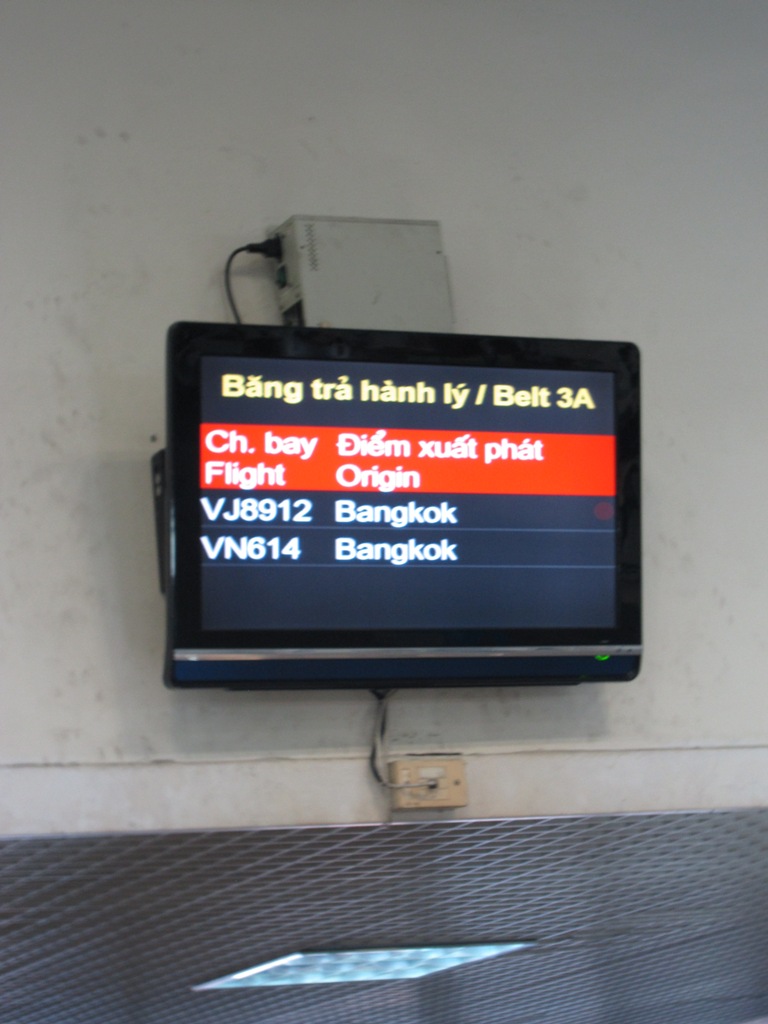 Băng trả hành lý / Belt 3A
Ch. bay Điểm xuất phát
Flight Origin
VJ8912 Bangkok
VN614 Bangkok